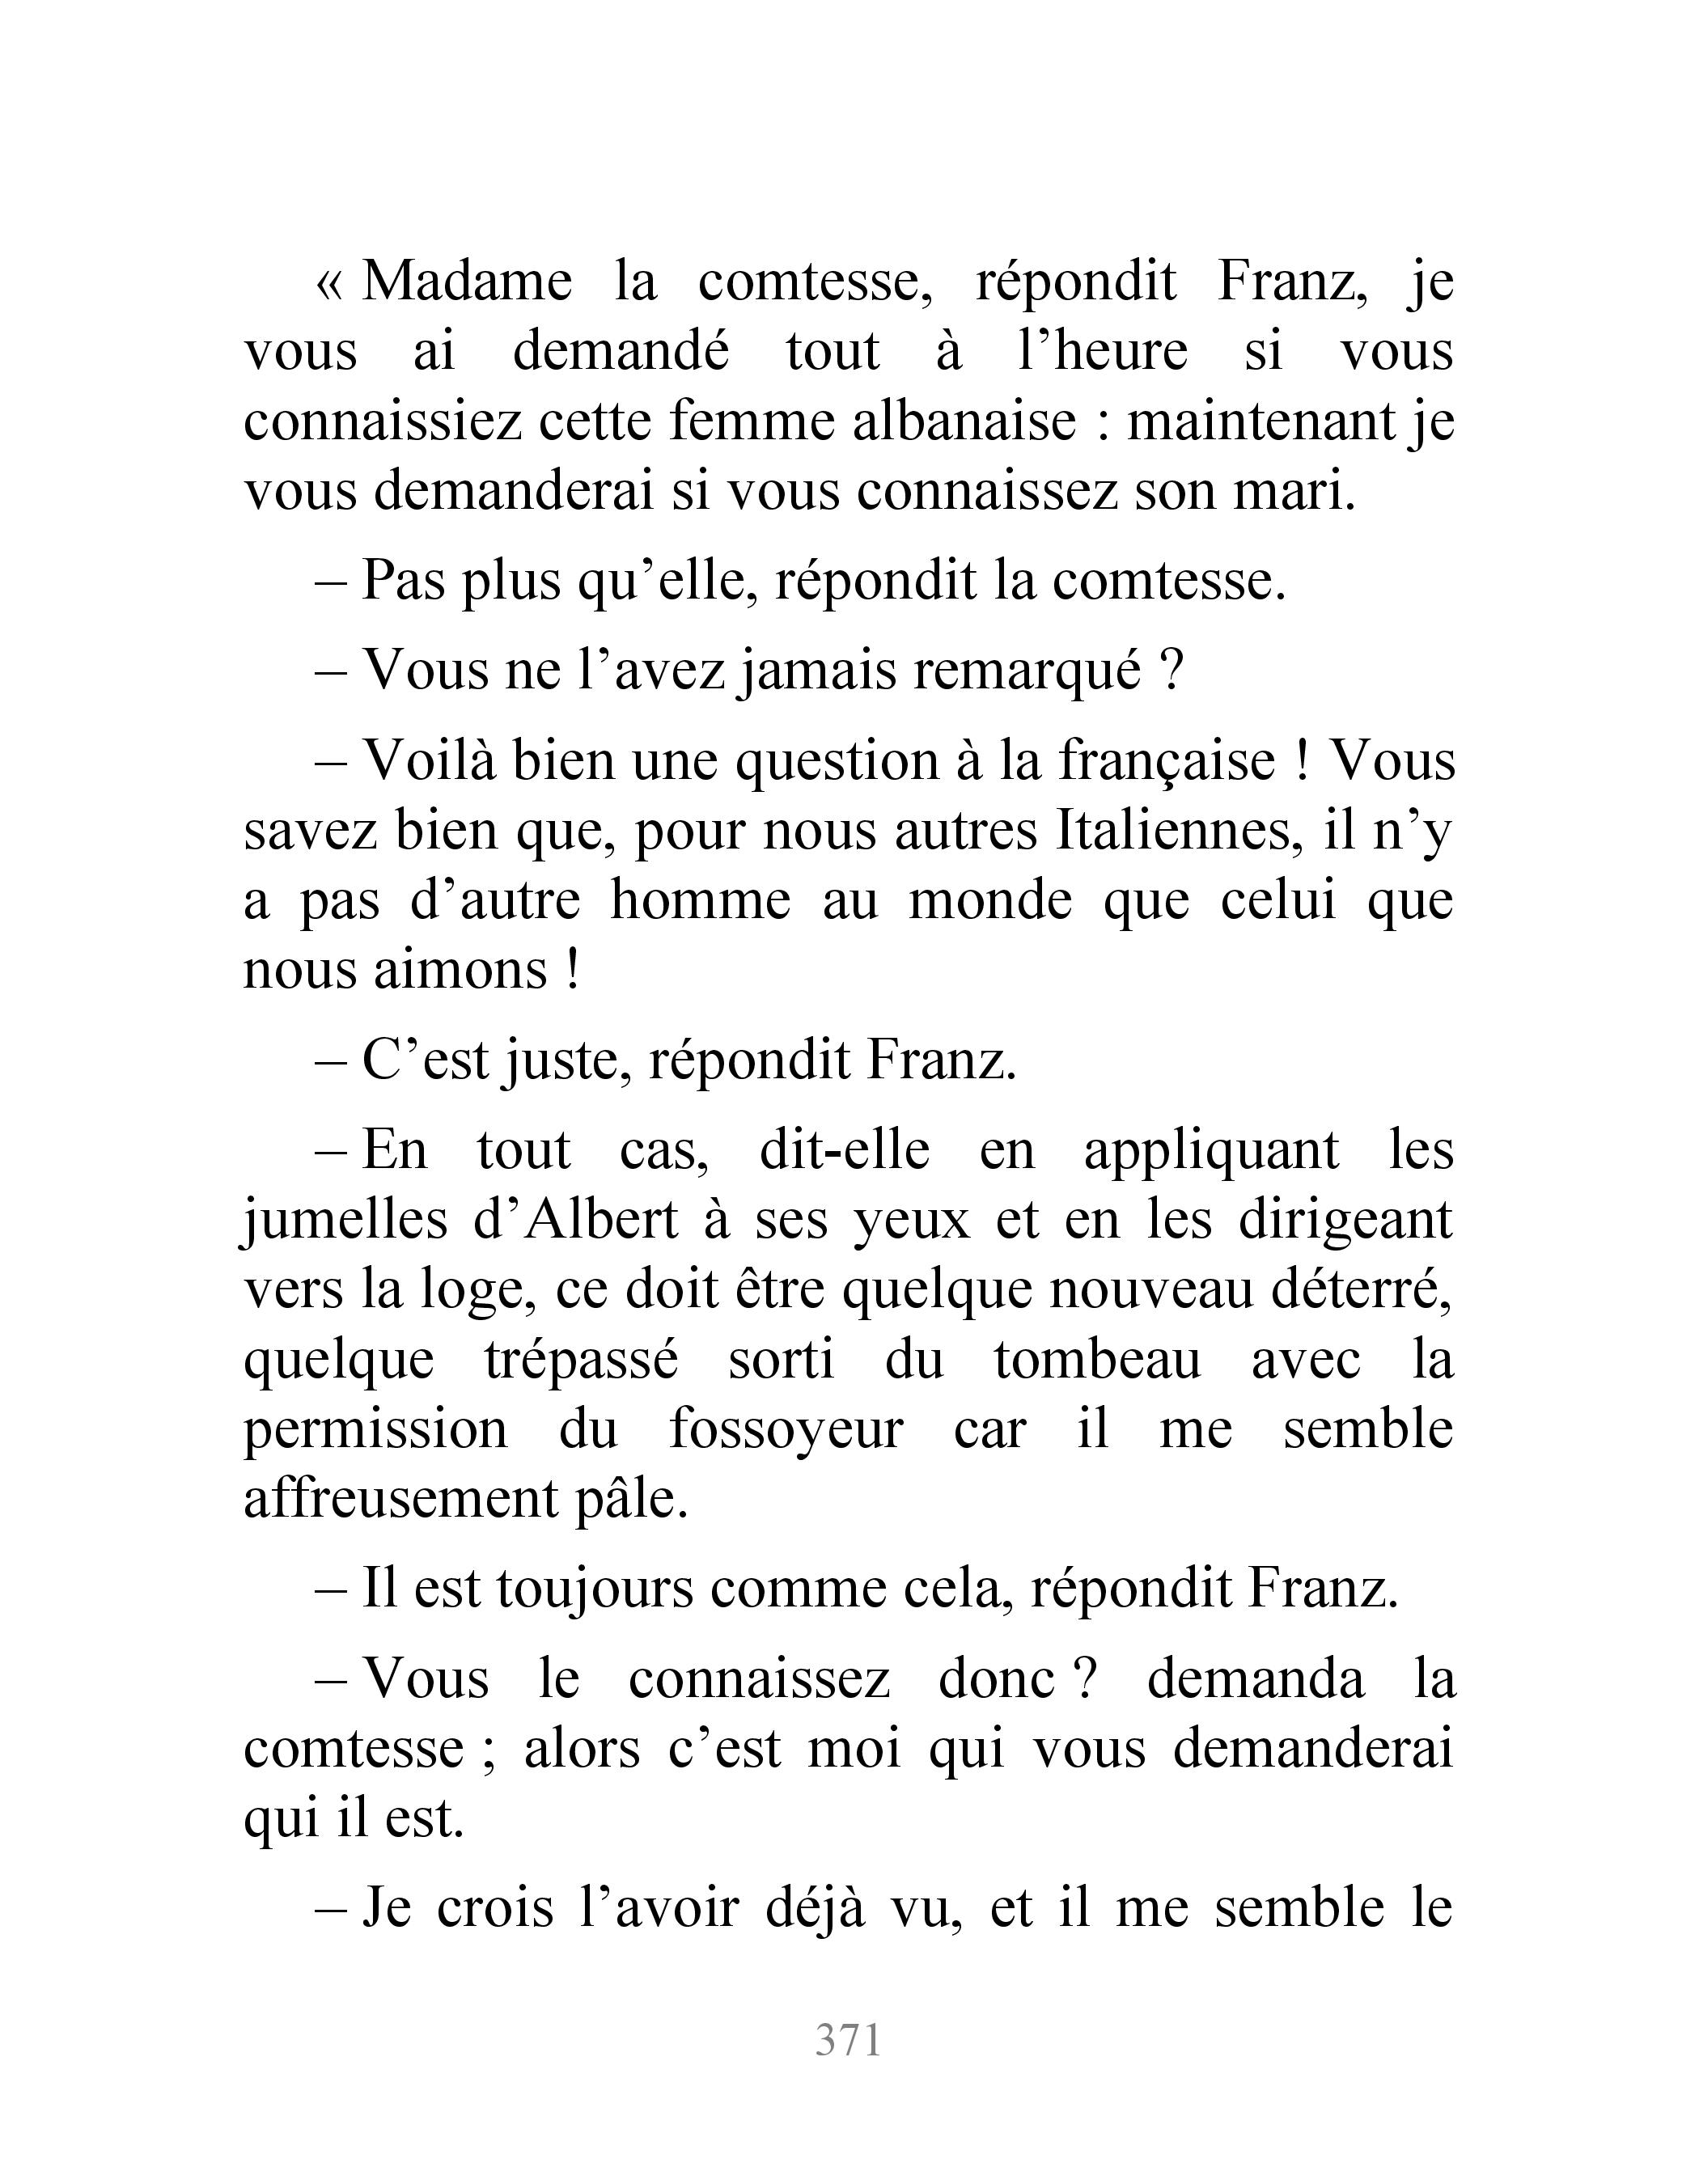 « Madame la comtesse, répondit Franz, je
vous ai demandé tout à l’heure si vous
connaissiez cette femme albanaise : maintenant je
vous demanderai si vous connaissez son mari.
– Pas plus qu’elle, répondit la comtesse.
– Vous ne l’avez jamais remarqué ?
– Voilà bien une question à la française ! Vous
savez bien que, pour nous autres Italiennes, il n’y
a pas d’autre homme au monde que celui que
nous aimons !
– C’est juste, répondit Franz.
– En tout cas, dit-elle en appliquant les
jumelles d’Albert à ses yeux et en les dirigeant
vers la loge, ce doit être quelque nouveau déterré,
quelque trépassé sorti du tombeau avec la
permission du fossoyeur car il me semble
affreusement pâle.
– Il est toujours comme cela, répondit Franz.
– Vous le connaissez donc ? demanda la
comtesse ; alors c’est moi qui vous demanderai
qui il est.
– Je crois l’avoir déjà vu, et il me semble le
371